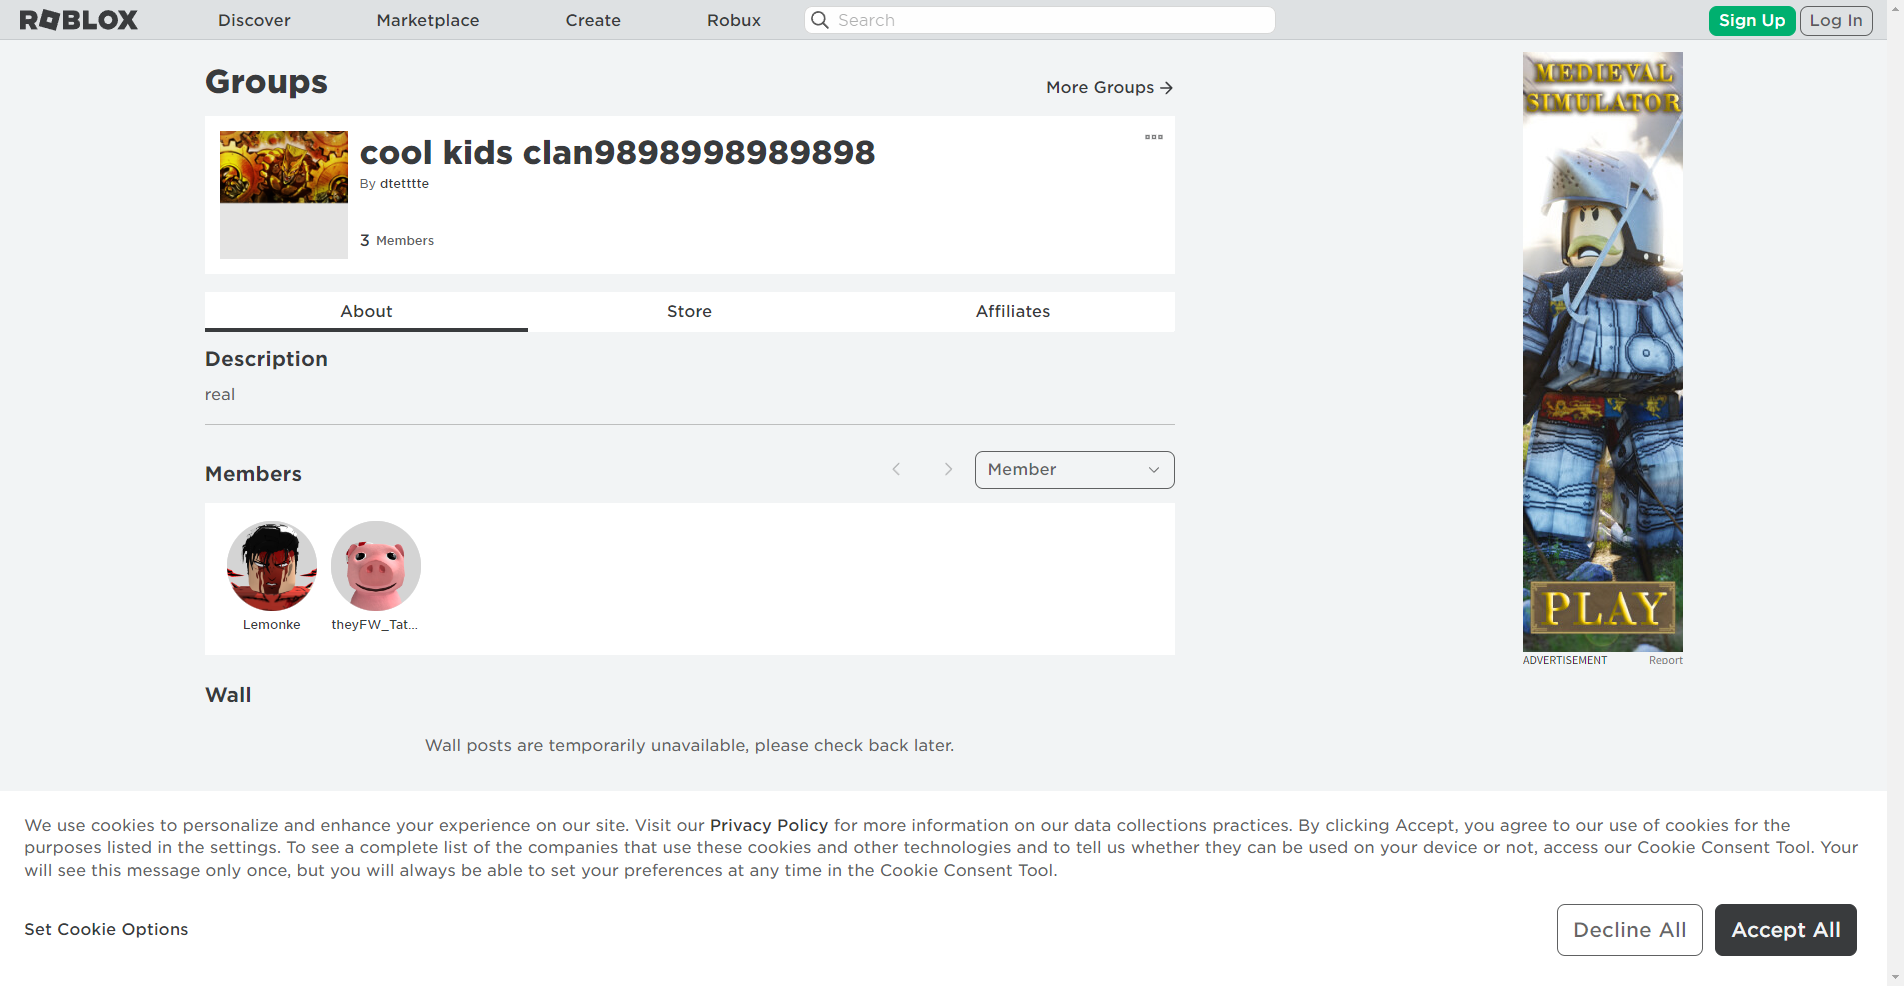 ROBLOX Discover Marketplace Create Robux Search Sign Up Log In
Groups
More Groups
cool kids clan9898998989898
By dtetttte
3 Members
About Store Affiliates
Description
real
Members
Member
Lemonke theyFW_Tat...
Wall
Wall posts are temporarily unavailable, please check back later.
MEDIEVAL
SIMULATOR
PLAY
ADVERTISEMENT Report
We use cookies to personalize and enhance your experience on our site. Visit our Privacy Policy for more information on our data collections practices. By clicking Accept, you agree to our use of cookies for the
purposes listed in the settings. To see a complete list of the companies that use these cookies and other technologies and to tell us whether they can be used on your device or not, access our Cookie Consent Tool. Your
will see this message only once, but you will always be able to set your preferences at any time in the Cookie Consent Tool.
Set Cookie Options
Decline All Accept All